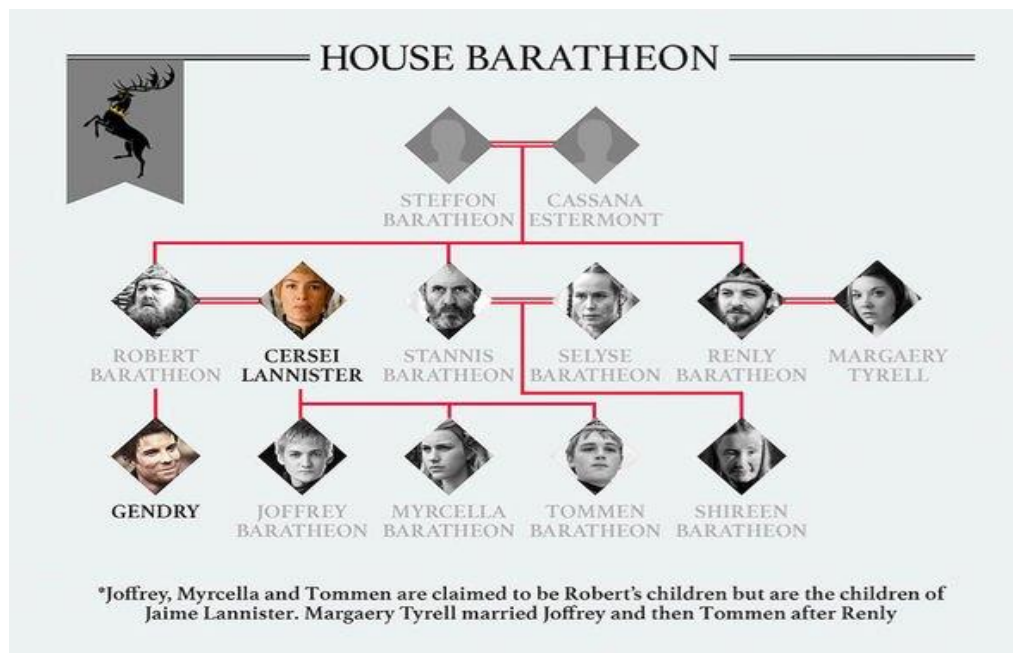 HOUSE BARATHEON
STEFFON BARATHEON
CASSANA ESTERMONT
ROBERT BARATHEON
CERSEI LANNISTER
STANNIS BARATHEON
SELYSE BARATHEON
RENLY BARATHEON
MARGAERY TYRELL
GENDRY
JOFFREY BARATHEON
MYRCELLA BARATHEON
TOMMEN BARATHEON
SHIREEN BARATHEON
*Joffrey, Myrcella and Tommen are claimed to be Robert's children but are the children of
Jaime Lannister. Margaery Tyrell married Joffrey and then Tommen after Renly